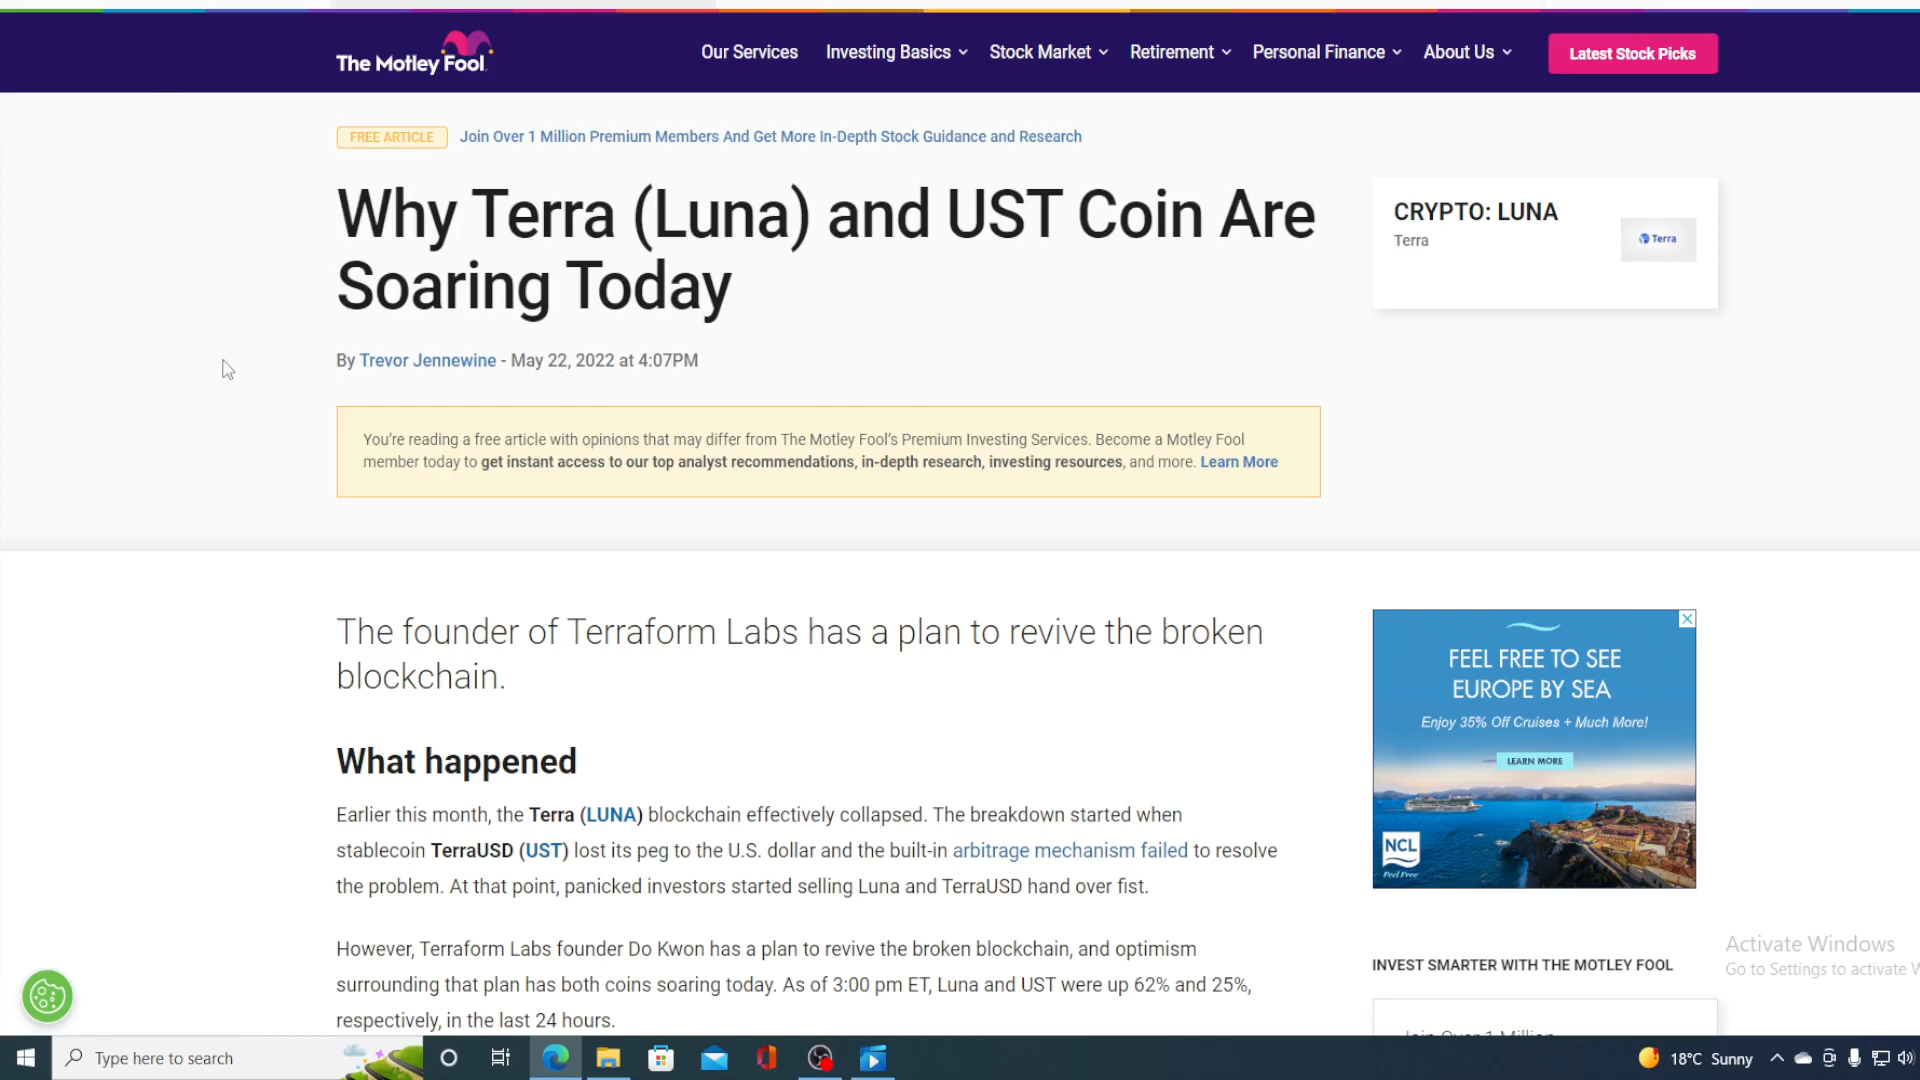 The Motley Fool.
Our Services
Investing Basics
Stock Market
Retirement
Personal Finance
About Us
Latest Stock Picks
FREE ARTICLE
Join Over 1 Million Premium Members And Get More In-Depth Stock Guidance and Research
Why Terra (Luna) and UST Coin Are
Soaring Today
CRYPTO: LUNA
Terra
Terra
By Trevor Jennewine - May 22, 2022 at 4:07PM
You're reading a free article with opinions that may differ from The Motley Fool's Premium Investing Services. Become a Motley Fool
member today to get instant access to our top analyst recommendations, in-depth research, investing resources, and more. Learn More
The founder of Terraform Labs has a plan to revive the broken
blockchain.
What happened
Earlier this month, the Terra (LUNA) blockchain effectively collapsed. The breakdown started when
stablecoin TerraUSD (UST) lost its peg to the U.S. dollar and the built-in arbitrage mechanism failed to resolve
the problem. At that point, panicked investors started selling Luna and TerraUSD hand over fist.
However, Terraform Labs founder Do Kwon has a plan to revive the broken blockchain, and optimism
surrounding that plan has both coins soaring today. As of 3:00 pm ET, Luna and UST were up 62% and 25%,
respectively, in the last 24 hours.
FEEL FREE TO SEE
EUROPE BY SEA
Enjoy 35% Off Cruises + Much More!
LEARN MORE
NCL
Feel Free
INVEST SMARTER WITH THE MOTLEY FOOL
Join Over 1 Million
Activate Windows
Go to Settings to activate W
Type here to search
18°C Sunny